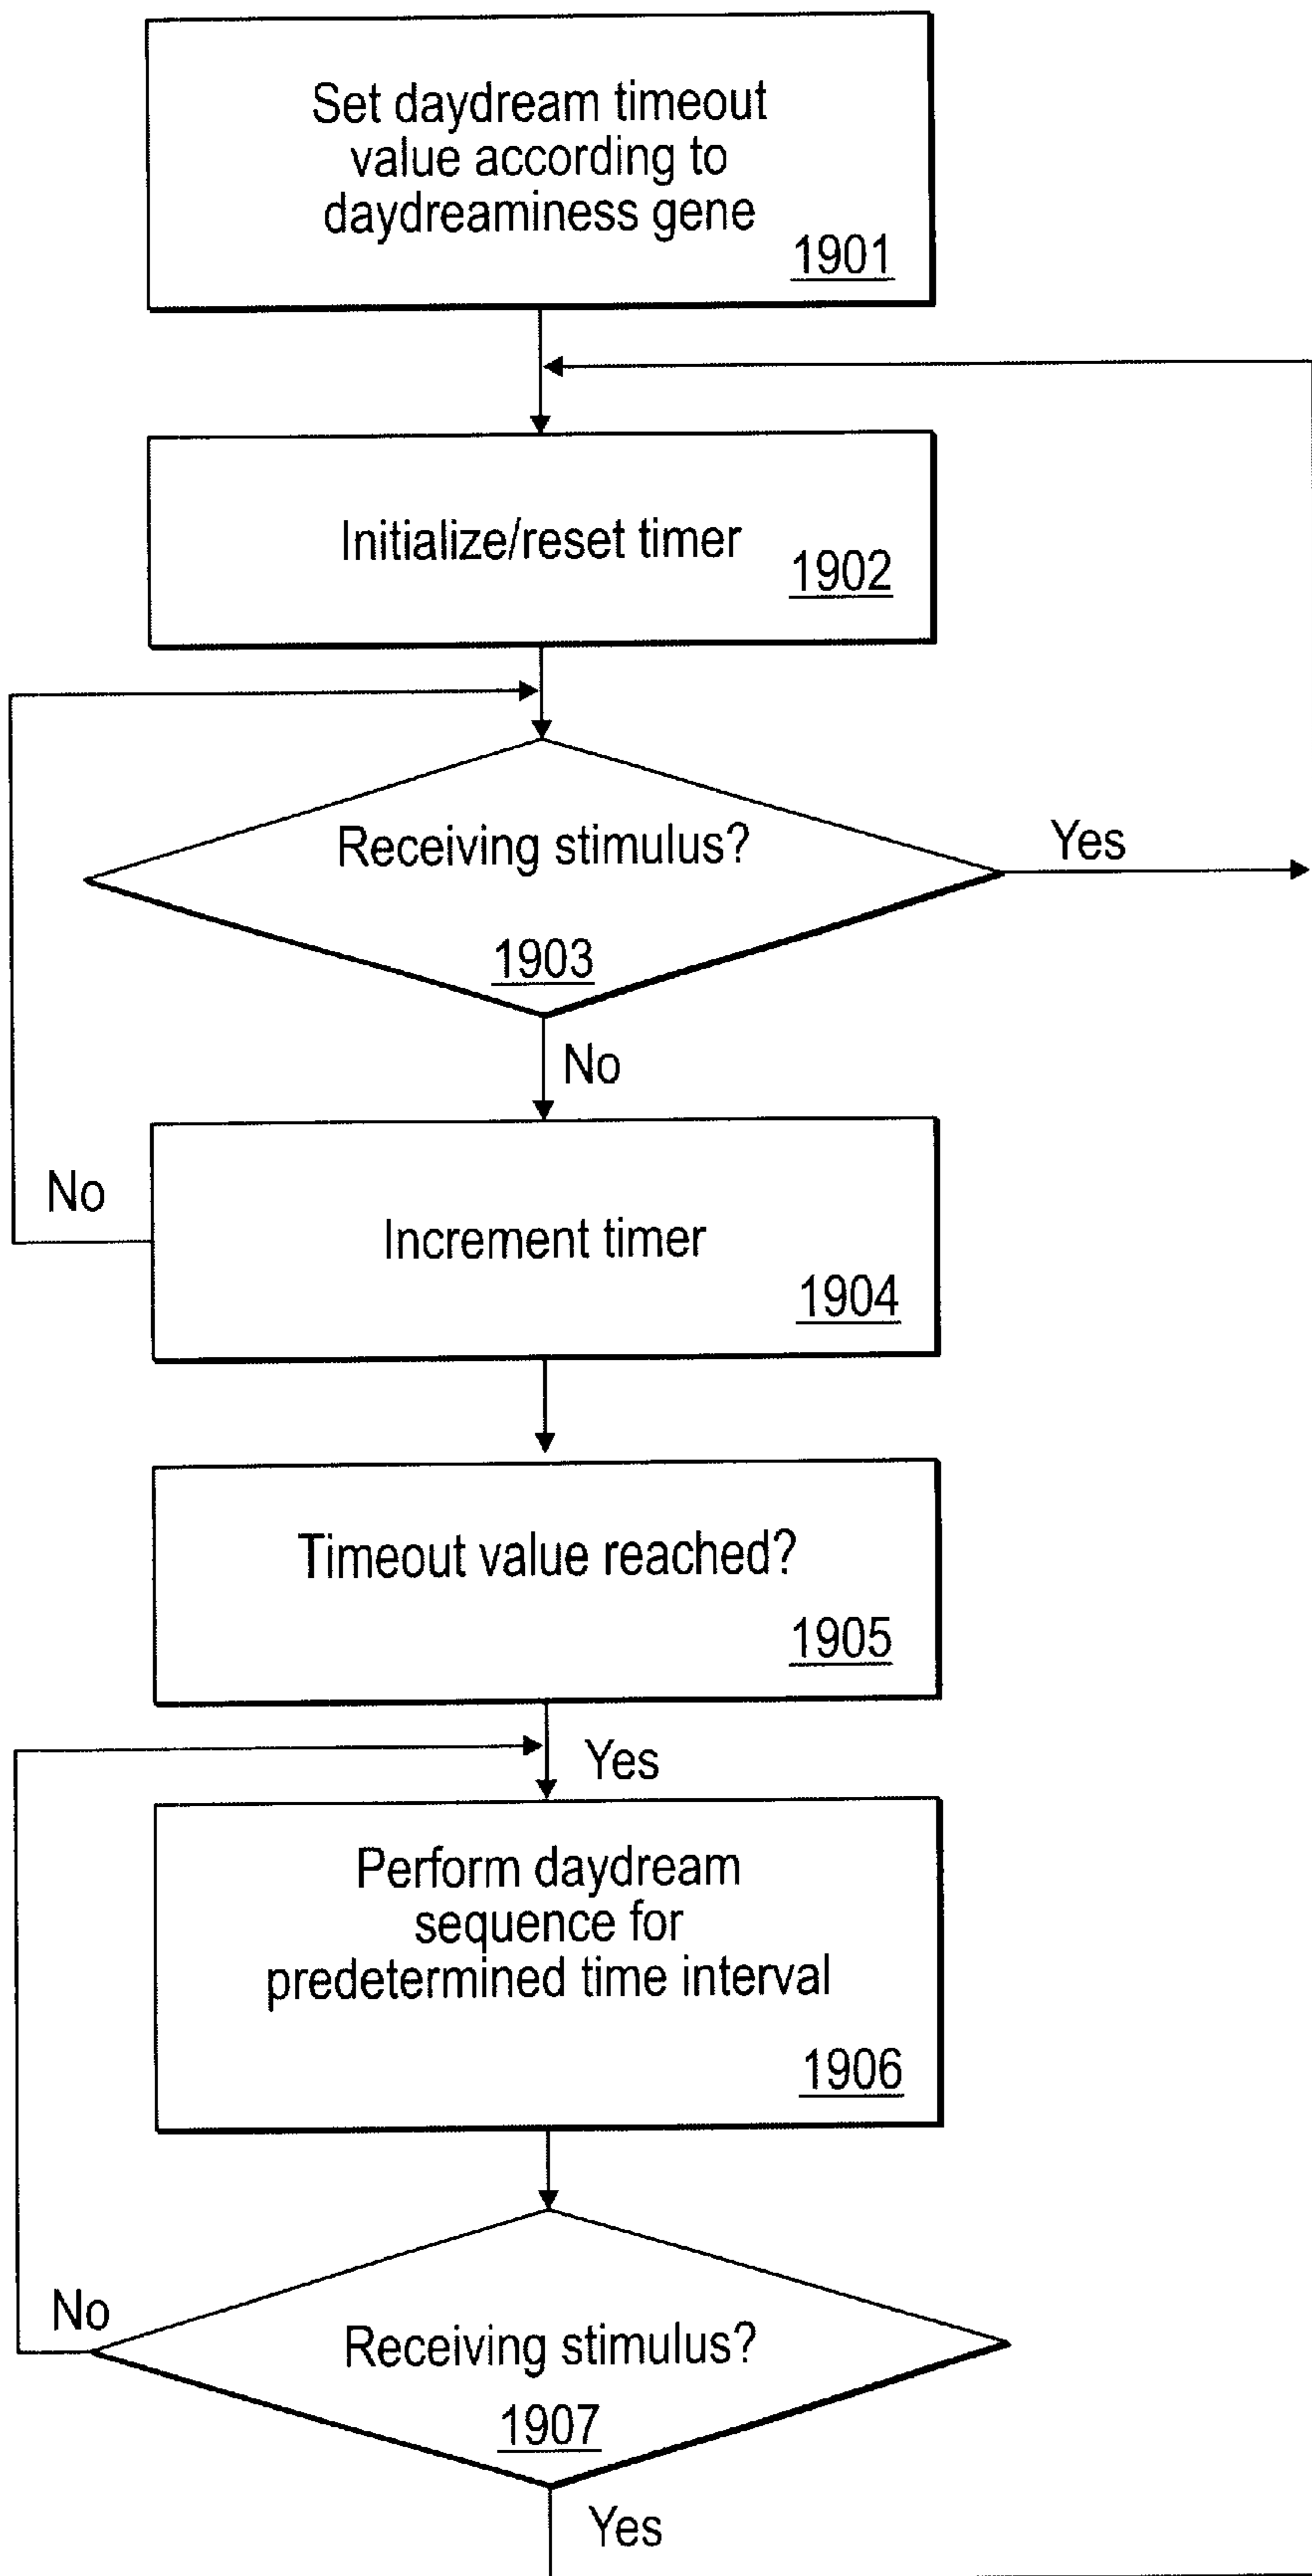 Set daydream timeout
value according to
daydreaminess gene
1901
Initialize/reset timer
1902
Receiving stimulus?
Yes
1903
No
No
Increment timer
1904
Timeout value reached?
1905
Yes
Perform daydream
sequence for
predetermined time interval
1906
No
Receiving stimulus?
1907
Yes